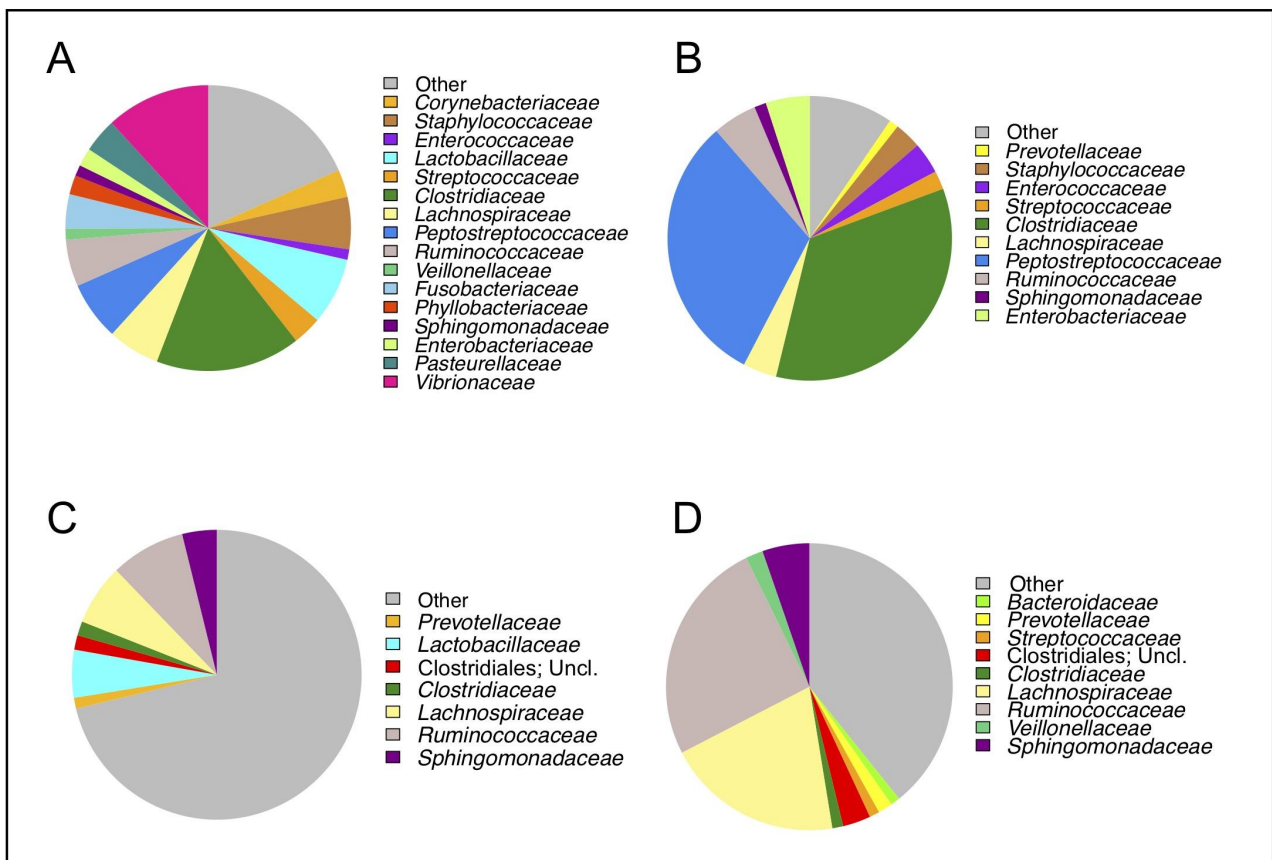 A
Other
Corynebacteriaceae
Staphylococcaceae
Enterococcaceae
Lactobacillaceae
Streptococcaceae
Clostridiaceae
Lachnospiraceae
Peptostreptococcaceae
Ruminococcaceae
Veillonellaceae
Fusobacteriaceae
Phyllobacteriaceae
Sphingomonadaceae
Enterobacteriaceae
Pasteurellaceae
Vibrionaceae
B
Other
Prevotellaceae
Staphylococcaceae
Enterococcaceae
Streptococcaceae
Clostridiaceae
Lachnospiraceae
Peptostreptococcaceae
Ruminococcaceae
Sphingomonadaceae
Enterobacteriaceae
C
Other
Prevotellaceae
Lactobacillaceae
Clostridiales; Uncl.
Clostridiaceae
Lachnospiraceae
Ruminococcaceae
Sphingomonadaceae
D
Other
Bacteroidaceae
Prevotellaceae
Streptococcaceae
Clostridiales; Uncl.
Clostridiaceae
Lachnospiraceae
Ruminococcaceae
Veillonellaceae
Sphingomonadaceae